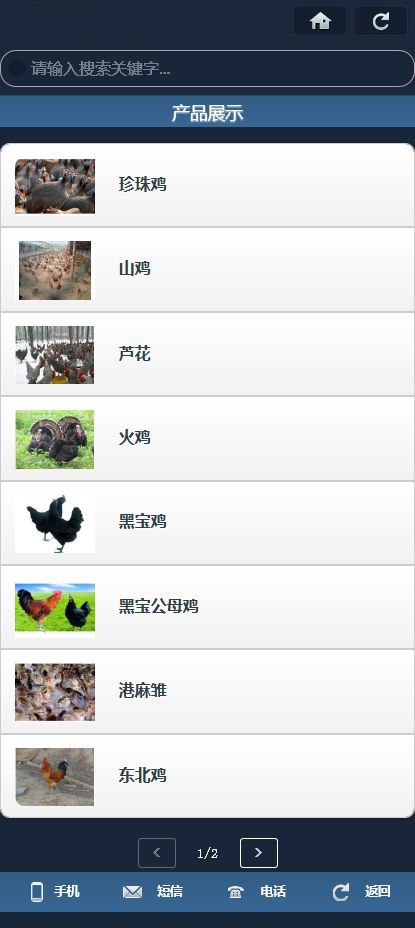 请输入搜索关键字...
产品展示
珍珠鸡
山鸡
芦花
火鸡
黑宝鸡
黑宝公母鸡
港麻雏
东北鸡
< 1/2 >
手机 短信 电话 返回